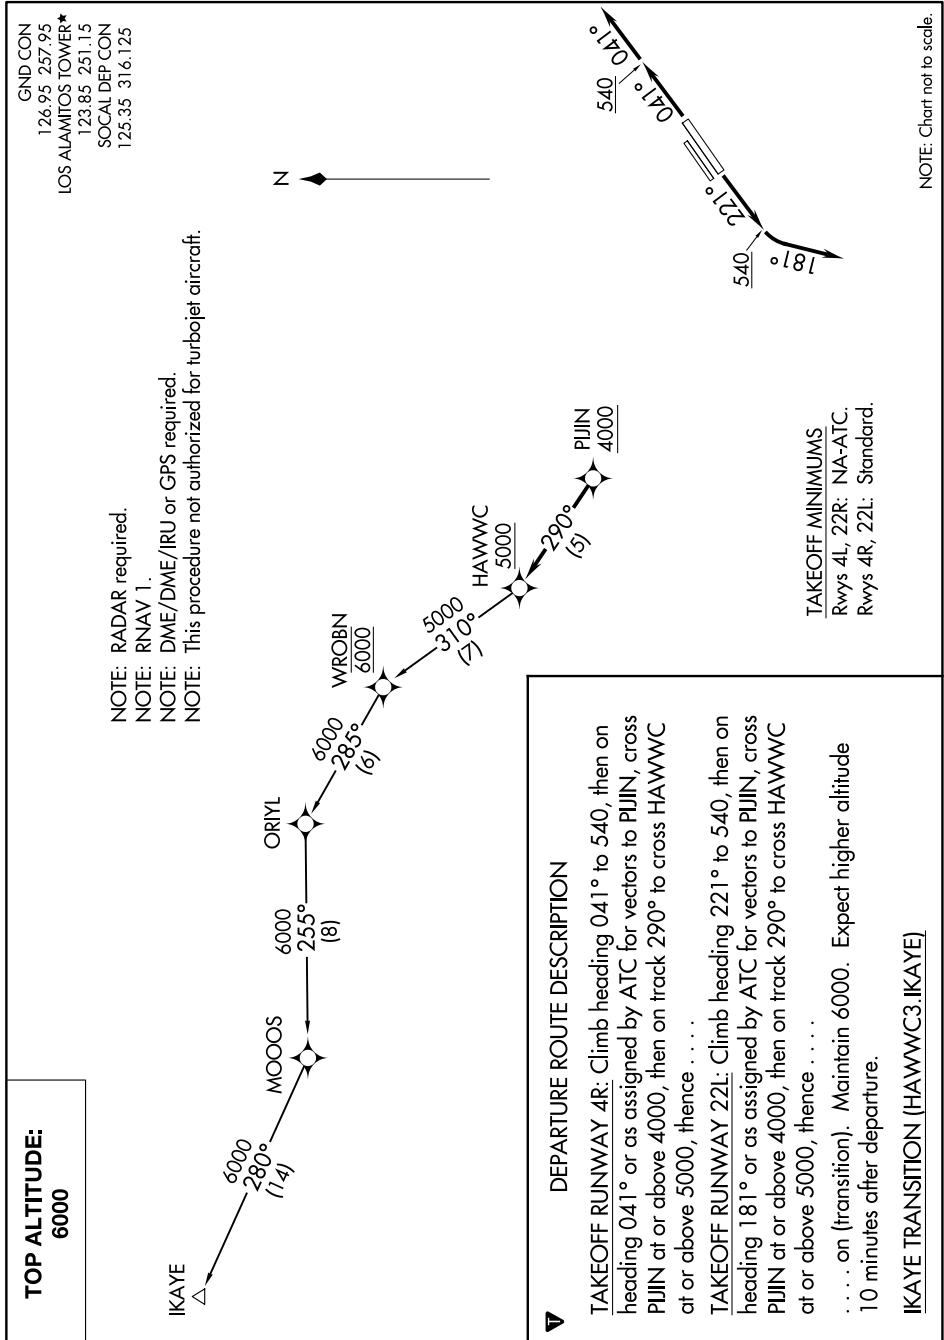 TOP ALTITUDE:
6000
GND CON
126.95 257.95
LOS ALAMITOS TOWER★
123.85 251.15
SOCAL DEP CON
125.35 316.125
NOTE: RADAR required.
NOTE: RNAV 1.
NOTE: DME/DME/IRU or GPS required.
NOTE: This procedure not authorized for turbojet aircraft.
N
IKAYE
6000
280°
(14)
MOOOS
6000
255°
(8)
ORIYL
6000
285°
(6)
WROBN
6000
5000
310°
(7)
HAWWC
5000
290°
(5)
PIJIN
4000
041°
540
041°
221°
540
181°
TAKEOFF MINIMUMS
Rwys 4L, 22R: NA-ATC.
Rwys 4R, 22L: Standard.
NOTE: Chart not to scale.
T
DEPARTURE ROUTE DESCRIPTION
TAKEOFF RUNWAY 4R: Climb heading 041° to 540, then on
heading 041° or as assigned by ATC for vectors to PIJIN, cross
PIJIN at or above 4000, then on track 290° to cross HAWWC
at or above 5000, thence . . . .
TAKEOFF RUNWAY 22L: Climb heading 221° to 540, then on
heading 181° or as assigned by ATC for vectors to PIJIN, cross
PIJIN at or above 4000, then on track 290° to cross HAWWC
at or above 5000, thence . . . .
. . . . on (transition). Maintain 6000. Expect higher altitude
10 minutes after departure.
IKAYE TRANSITION (HAWWC3.IKAYE)